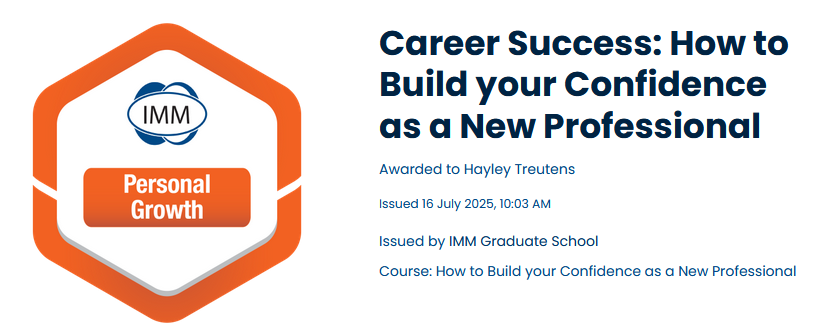 IMM
Personal
Growth
Career Success: How to
Build your Confidence
as a New Professional
Awarded to Hayley Treutens
Issued 16 July 2025, 10:03 AM
Issued by IMM Graduate School
Course: How to Build your Confidence as a New Professional